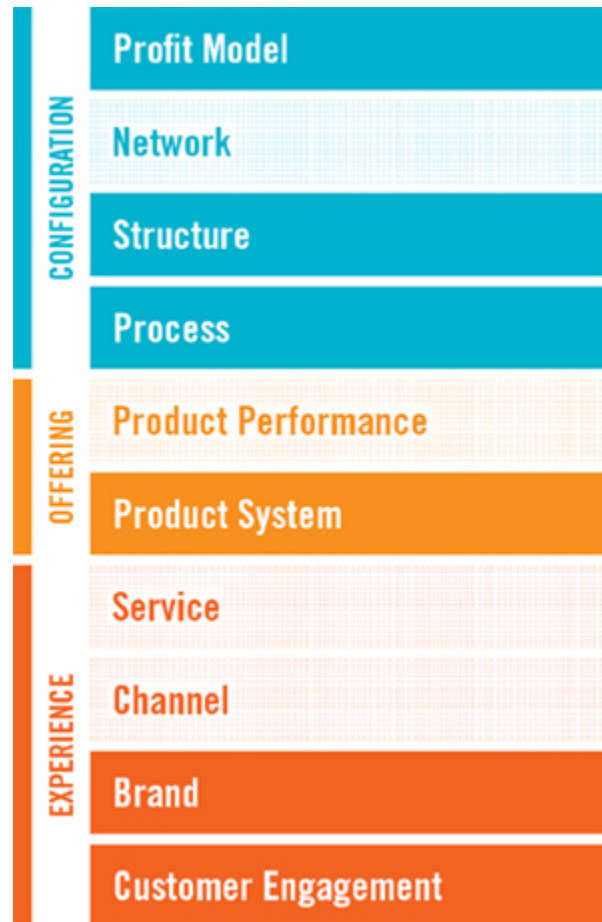 CONFIGURATION
Profit Model
Network
Structure
Process
OFFERING
Product Performance
Product System
EXPERIENCE
Service
Channel
Brand
Customer Engagement